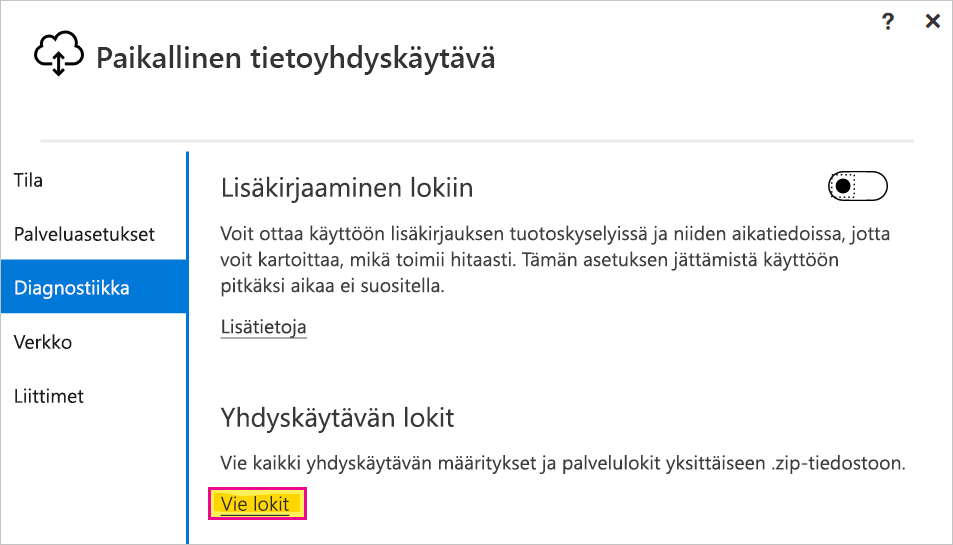 ?
Paikallinen tietoyhdyskäytävä
Tila
Palveluasetukset
Diagnostiikka
Verkko
Liittimet
Lisäkirjaaminen lokiin
Voit ottaa käyttöön lisäkirjauksen tuotoskyselyissä ja niiden aikatiedoissa, jotta
voit kartoittaa, mikä toimii hitaasti. Tämän asetuksen jättämistä käyttöön
pitkäksi aikaa ei suositella.
Lisätietoja
Yhdyskäytävän lokit
Vie kaikki yhdyskäytävän määritykset ja palvelulokit yksittäiseen .zip-tiedostoon.
Vie lokit